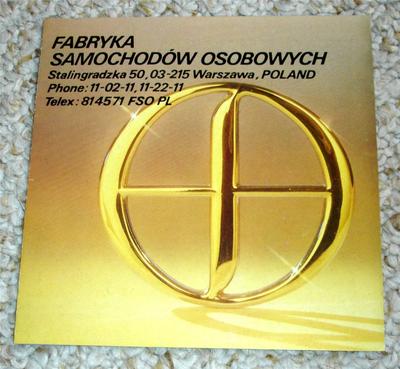 FABRYKA
SAMOCHODÓW OSOBOWYCH
Stalingradzka 50, 03-215 Warszawa, POLAND
Phone: 11-02-11, 11-22-11
Telex: 814571 FSO PL